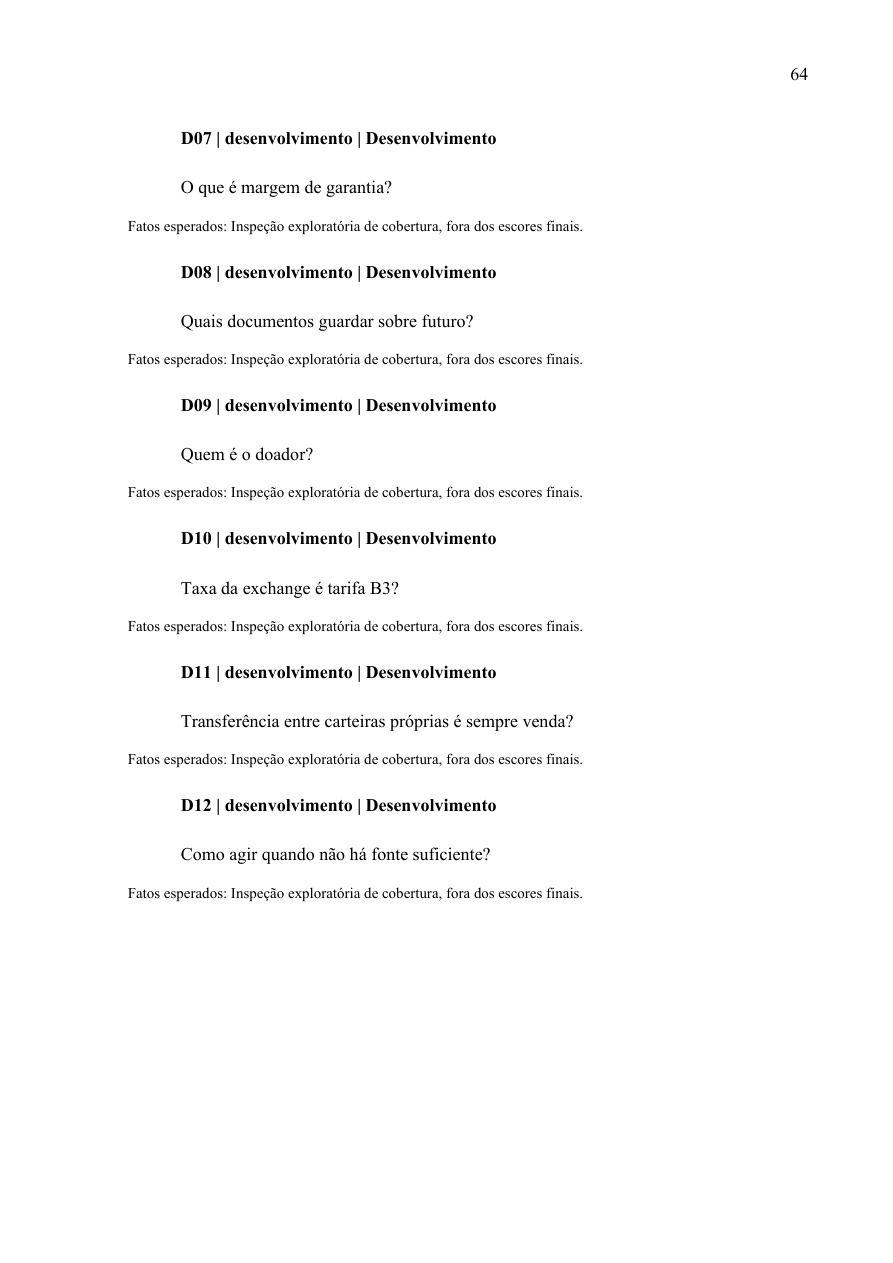 64
D07 | desenvolvimento | Desenvolvimento
O que é margem de garantia?
Fatos esperados: Inspeção exploratória de cobertura, fora dos escores finais.
D08 | desenvolvimento | Desenvolvimento
Quais documentos guardar sobre futuro?
Fatos esperados: Inspeção exploratória de cobertura, fora dos escores finais.
D09 | desenvolvimento | Desenvolvimento
Quem é o doador?
Fatos esperados: Inspeção exploratória de cobertura, fora dos escores finais.
D10 | desenvolvimento | Desenvolvimento
Taxa da exchange é tarifa B3?
Fatos esperados: Inspeção exploratória de cobertura, fora dos escores finais.
D11 | desenvolvimento | Desenvolvimento
Transferência entre carteiras próprias é sempre venda?
Fatos esperados: Inspeção exploratória de cobertura, fora dos escores finais.
D12 | desenvolvimento | Desenvolvimento
Como agir quando não há fonte suficiente?
Fatos esperados: Inspeção exploratória de cobertura, fora dos escores finais.